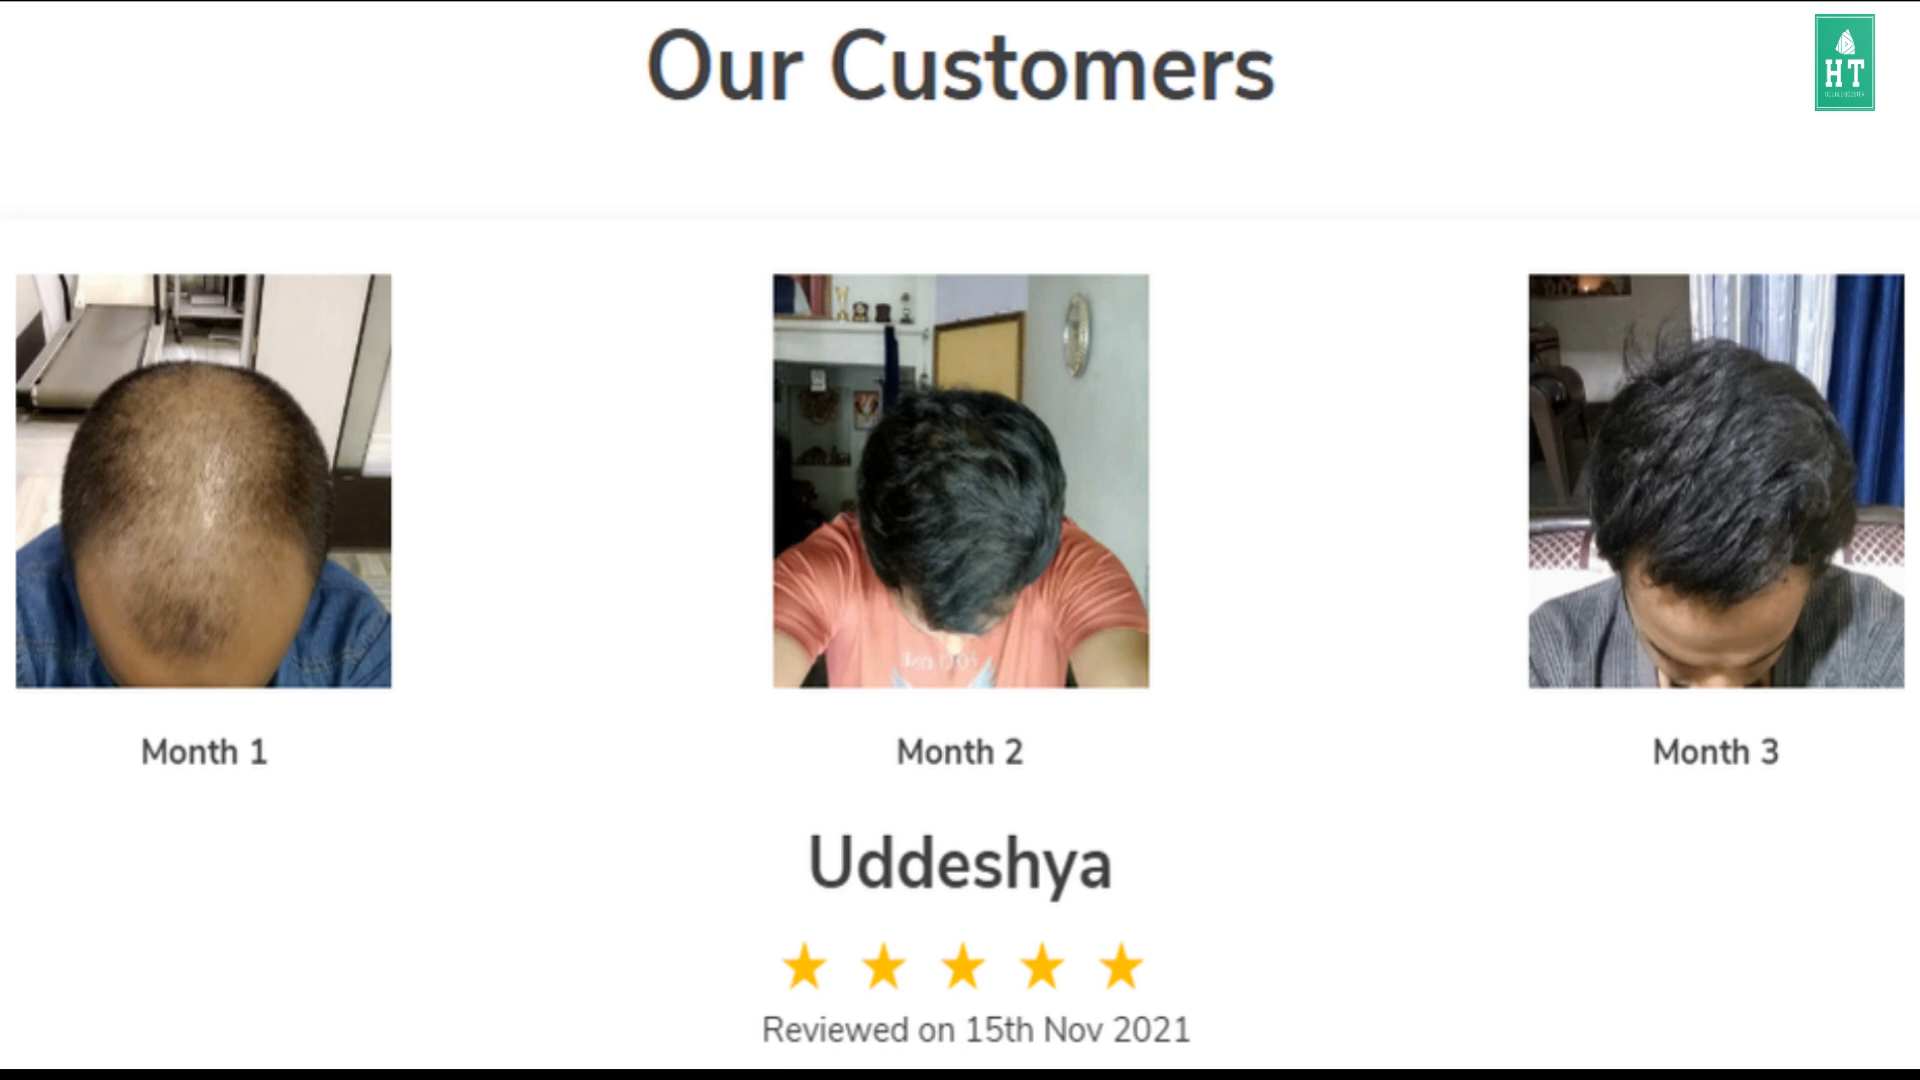 Our Customers
HT
Month 1
Month 2
Month 3
Uddeshya
Reviewed on 15th Nov 2021